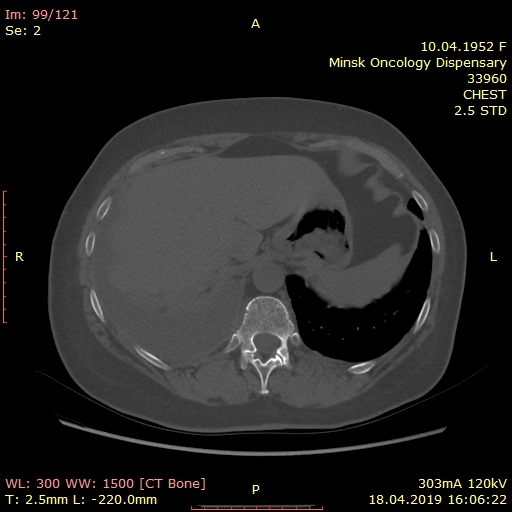 Im: 99/121
Se: 2
A
10.04.1952 F
Minsk Oncology Dispensary
33960
CHEST
2.5 STD
R
L
WL: 300 WW: 1500 [CT Bone]
T: 2.5mm L: -220.0mm
P
303mA 120kV
18.04.2019 16:06:22